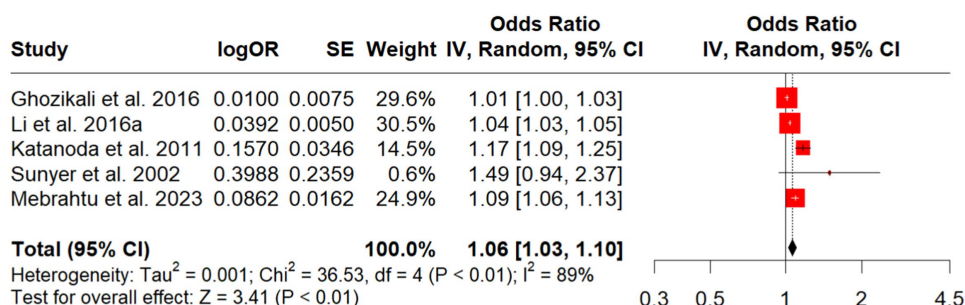 Odds Ratio Odds Ratio
Study logOR SE Weight IV, Random, 95% CI IV, Random, 95% CI
Ghozikali et al. 2016 0.0100 0.0075 29.6% 1.01 [1.00, 1.03]
Li et al. 2016a 0.0392 0.0050 30.5% 1.04 [1.03, 1.05]
Katanoda et al. 2011 0.1570 0.0346 14.5% 1.17 [1.09, 1.25]
Sunyer et al. 2002 0.3988 0.2359 0.6% 1.49 [0.94, 2.37]
Mebrahtu et al. 2023 0.0862 0.0162 24.9% 1.09 [1.06, 1.13]
Total (95% CI) 100.0% 1.06 [1.03, 1.10]
Heterogeneity: Tau² = 0.001; Chi² = 36.53, df = 4 (P < 0.01); I² = 89%
Test for overall effect: Z = 3.41 (P < 0.01)
0.3 0.5 1 2 4.5